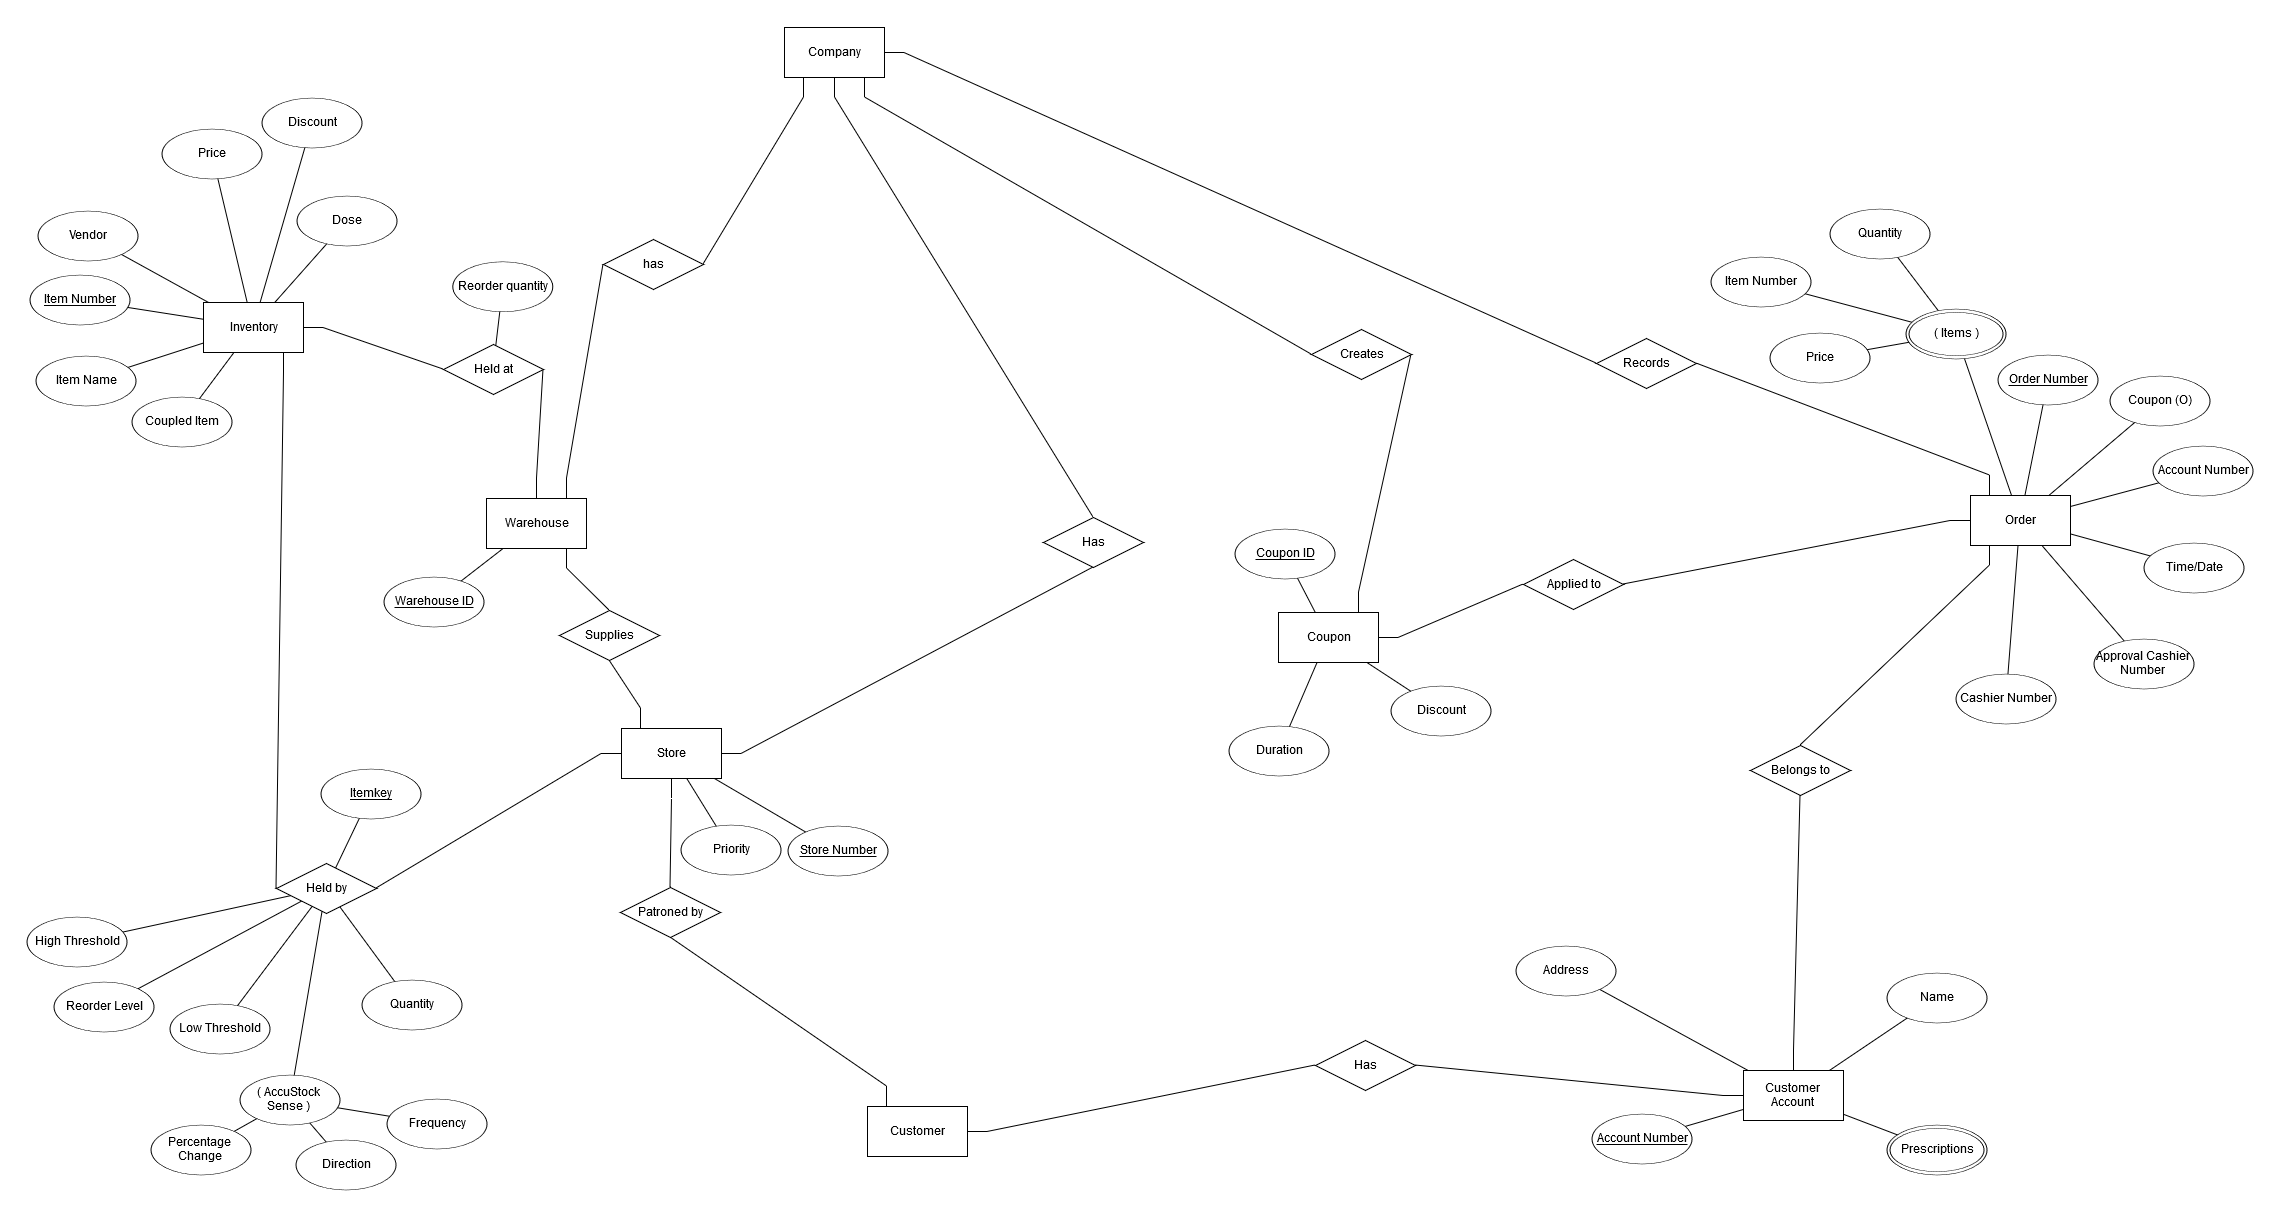 Company
Discount
Price
Dose
Vendor
Quantity
has
Reorder quantity
Item Number
Item Number
Inventory
( Items )
Creates
Price
Records
Held at
Item Name
Order Number
Coupon (O)
Coupled Item
Account Number
Warehouse
Order
Has
Coupon ID
Time/Date
Applied to
Warehouse ID
Supplies
Coupon
Approval Cashier
Number
Cashier Number
Discount
Store
Duration
Belongs to
Itemkey
Priority
Store Number
Held by
Patroned by
High Threshold
Address
Name
Reorder Level
Quantity
Low Threshold
Has
( AccuStock
Sense )
Customer
Account
Frequency
Customer
Account Number
Percentage
Change
Prescriptions
Direction